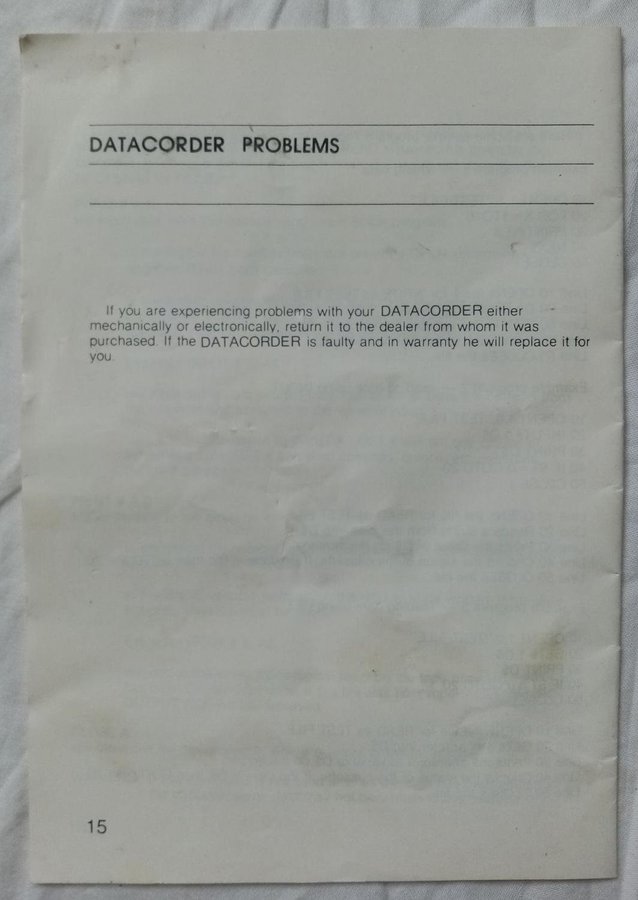 DATACORDER PROBLEMS
If you are experiencing problems with your DATACORDER either
mechanically or electronically, return it to the dealer from whom it was
purchased. If the DATACORDER is faulty and in warranty he will replace it for
you.
15